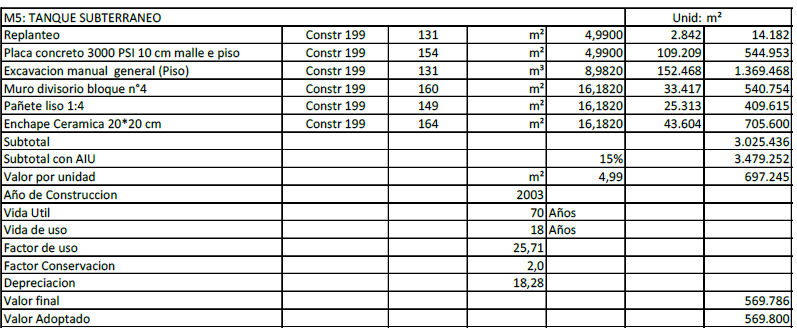 M5: TANQUE SUBTERRANEO Unid: m²
Replanteo Constr 199 131 m² 4,9900 2.842 14.182
Placa concreto 3000 PSI 10 cm malle e piso Constr 199 154 m² 4,9900 109.209 544.953
Excavacion manual general (Piso) Constr 199 131 m³ 8,9820 152.468 1.369.468
Muro divisorio bloque n°4 Constr 199 160 m² 16,1820 33.417 540.754
Pañete liso 1:4 Constr 199 149 m² 16,1820 25.313 409.615
Enchape Ceramica 20*20 cm Constr 199 164 m² 16,1820 43.604 705.600
Subtotal 3.025.436
Subtotal con AIU 15% 3.479.252
Valor por unidad m² 4,99 697.245
Año de Construccion 2003
Vida Util 70 Años
Vida de uso 18 Años
Factor de uso 25,71
Factor Conservacion 2,0
Depreciacion 18,28
Valor final 569.786
Valor Adoptado 569.800